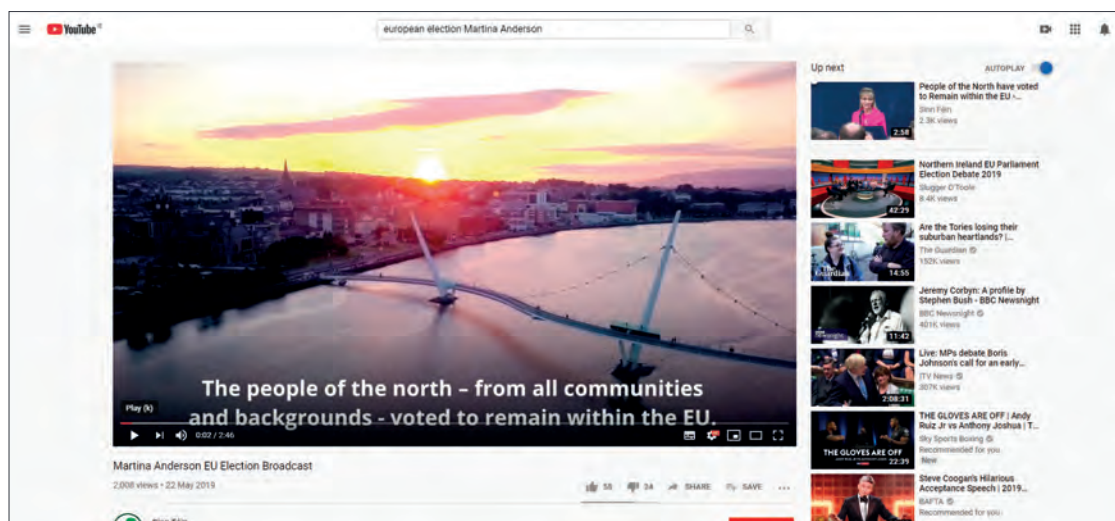 YouTube
european election Martina Anderson
The people of the north – from all communities
and backgrounds - voted to remain within the EU.
Play (k)
0:02 / 2:46
Martina Anderson EU Election Broadcast
2,008 views • 22 May 2019
58
34
SHARE
SAVE
Up next
AUTOPLAY
People of the North have voted
to Remain within the EU -...
Sinn Féin
2.3K views
2:58
Northern Ireland EU Parliament
Election Debate 2019
Slugger O'Toole
8.4K views
42:29
Are the Tories losing their
suburban heartlands? |...
The Guardian
152K views
Guardian
14:55
Jeremy Corbyn: A profile by
Stephen Bush - BBC Newsnight
BBC Newsnight
401K views
11:42
Live: MPs debate Boris
Johnson's call for an early...
ITV News
207K views
2:08:31
THE GLOVES ARE OFF | Andy
Ruiz Jr vs Anthony Joshua | T...
Sky Sports Boxing
Recommended for you
New
THE GLOVES ARE OFF
22:39
Steve Coogan's Hilarious
Acceptance Speech | 2019...
BAFTA
Recommended for you